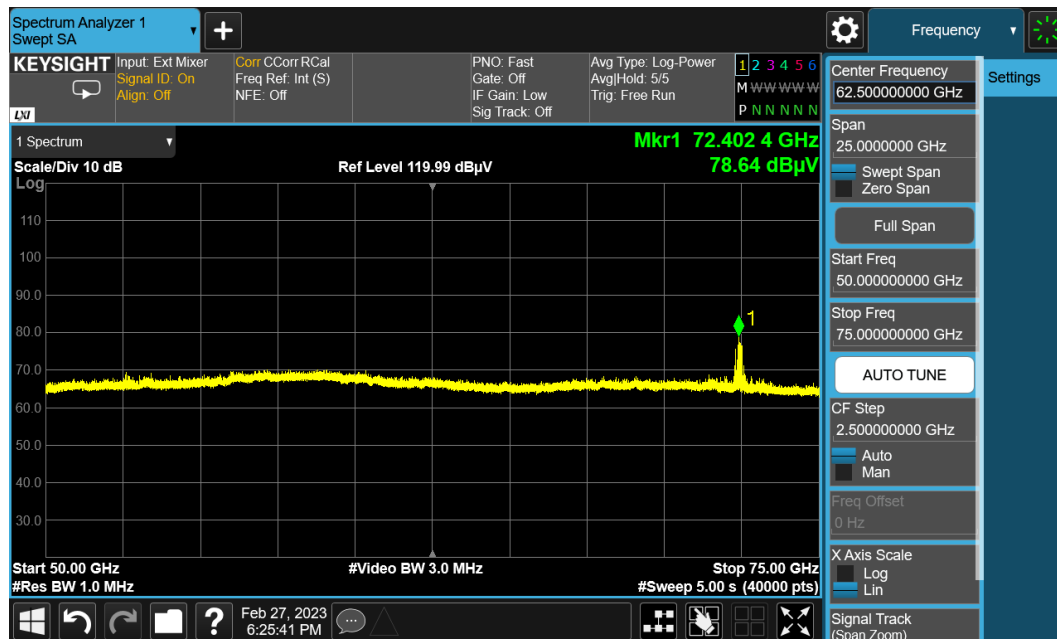 Spectrum Analyzer 1
Swept SA
Frequency
KEYSIGHT
LXI
Input: Ext Mixer
Signal ID: On
Align: Off
Corr CCorr RCal
Freq Ref: Int (S)
NFE: Off
PNO: Fast
Gate: Off
IF Gain: Low
Sig Track: Off
Avg Type: Log-Power
Avg|Hold: 5/5
Trig: Free Run
1 2 3 4 5 6
M W W W W W W
P N N N N N N
1 Spectrum
Scale/Div 10 dB
Log
Ref Level 119.99 dBµV
Mkr1 72.402 4 GHz
78.64 dBµV
110
100
90.0
80.0
70.0
60.0
50.0
40.0
30.0
1
Start 50.00 GHz
#Res BW 1.0 MHz
#Video BW 3.0 MHz
Stop 75.00 GHz
#Sweep 5.00 s (40000 pts)
Feb 27, 2023
6:25:41 PM
Center Frequency
62.500000000 GHz
Settings
Span
25.0000000 GHz
Swept Span
Zero Span
Full Span
Start Freq
50.000000000 GHz
Stop Freq
75.000000000 GHz
AUTO TUNE
CF Step
2.500000000 GHz
Auto
Man
Freq Offset
0 Hz
X Axis Scale
Log
Lin
Signal Track
(Span Zoom)